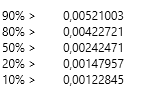 90% > 0,00521003
80% > 0,00422721
50% > 0,00242471
20% > 0,00147957
10% > 0,00122845